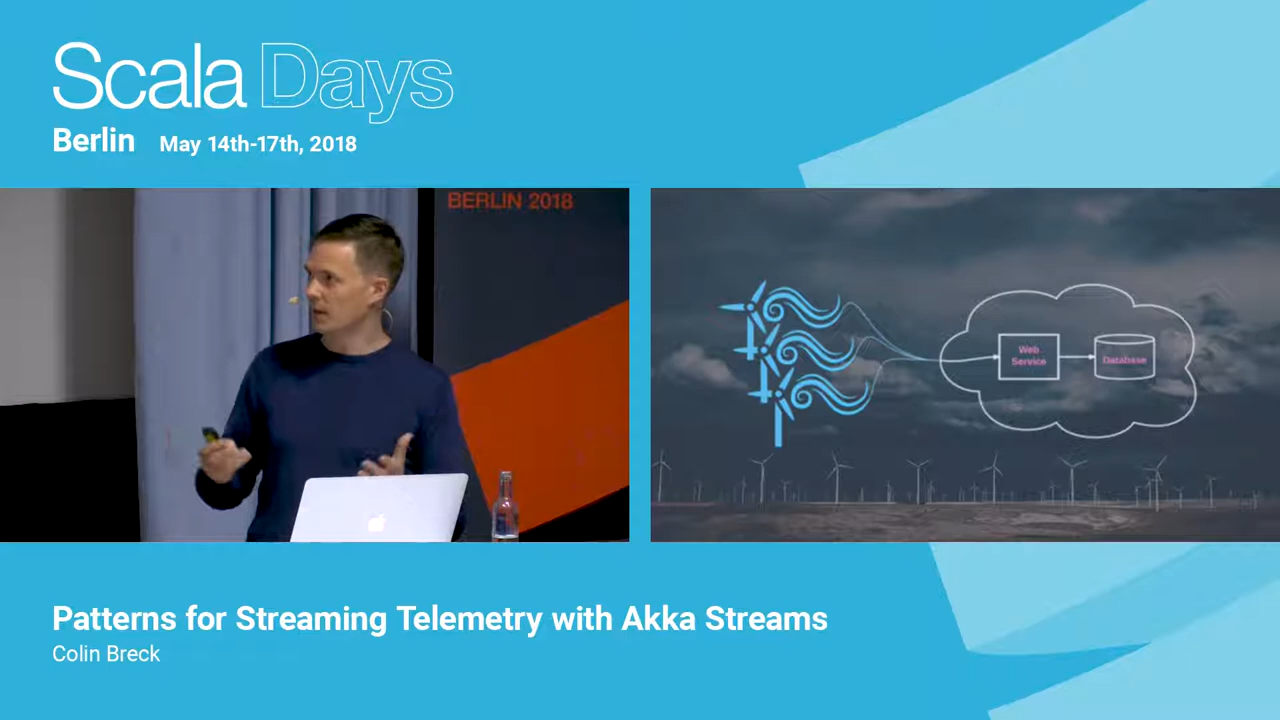 Scala Days
Berlin May 14th-17th, 2018
BERLIN 2018
Web
Service
Database
Patterns for Streaming Telemetry with Akka Streams
Colin Breck